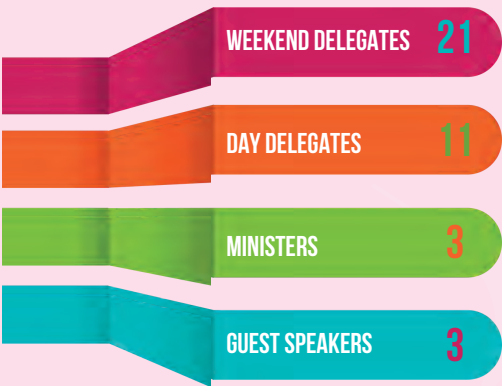 WEEKEND DELEGATES 21
DAY DELEGATES 11
MINISTERS 3
GUEST SPEAKERS 3